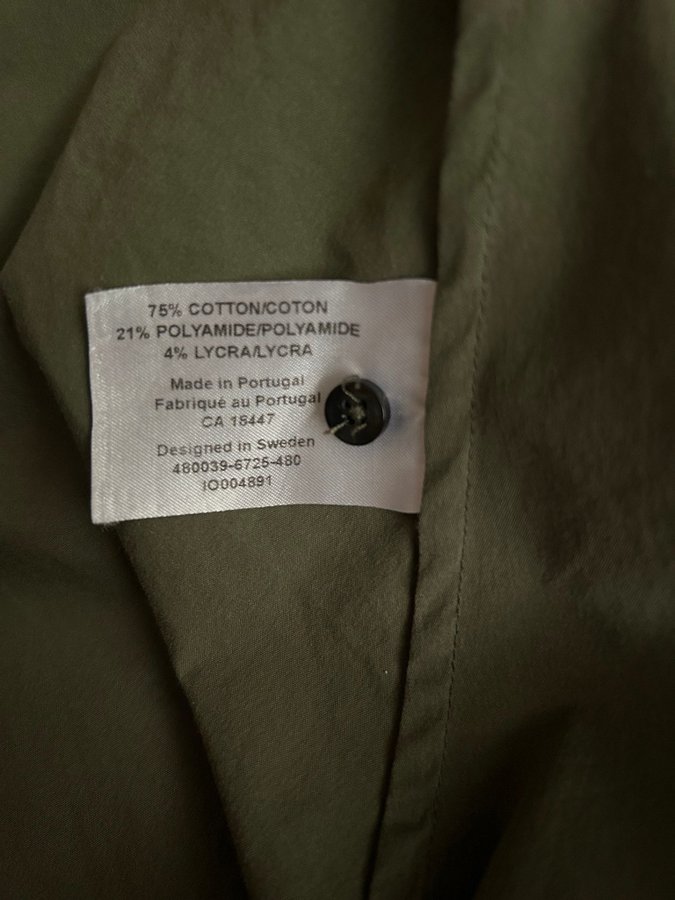 75% COTTON/COTON
21% POLYAMIDE/POLYAMIDE
4% LYCRA/LYCRA
Made in Portugal
Fabriqué au Portugal
CA 18447
Designed in Sweden
480039-6725-480
IO004891